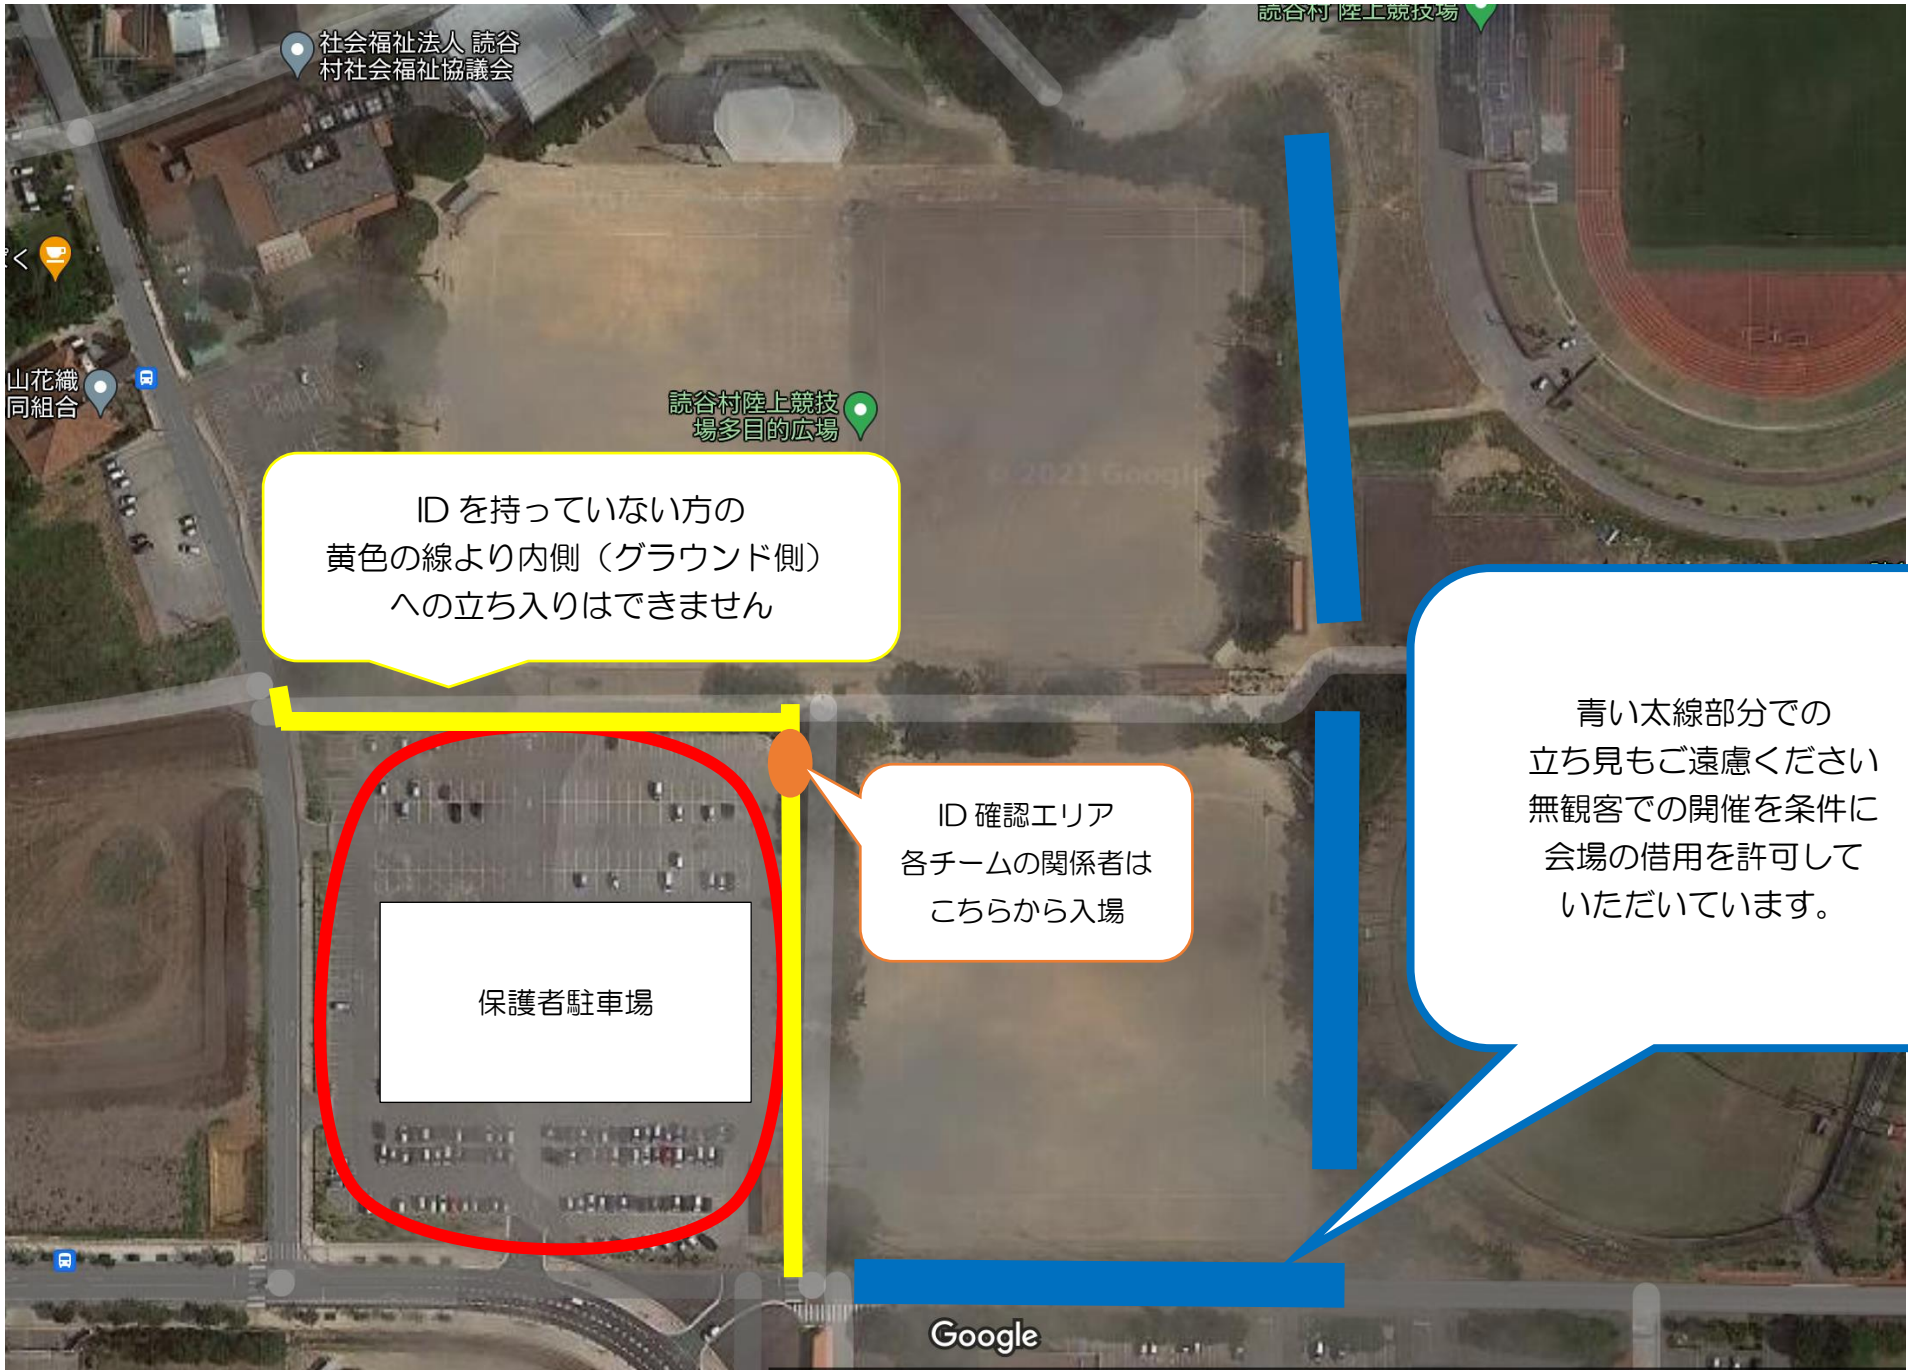 読谷村 陸上競技場
社会福祉法人 読谷
村社会福祉協議会
山花織
同組合
読谷村陸上競技
場多目的広場
© 2021 Google
ID を持っていない方の
黄色の線より内側（グラウンド側）
への立ち入りはできません
青い太線部分での
立ち見もご遠慮ください
無観客での開催を条件に
会場の借用を許可して
いただいています。
ID 確認エリア
各チームの関係者は
こちらから入場
保護者駐車場
Google